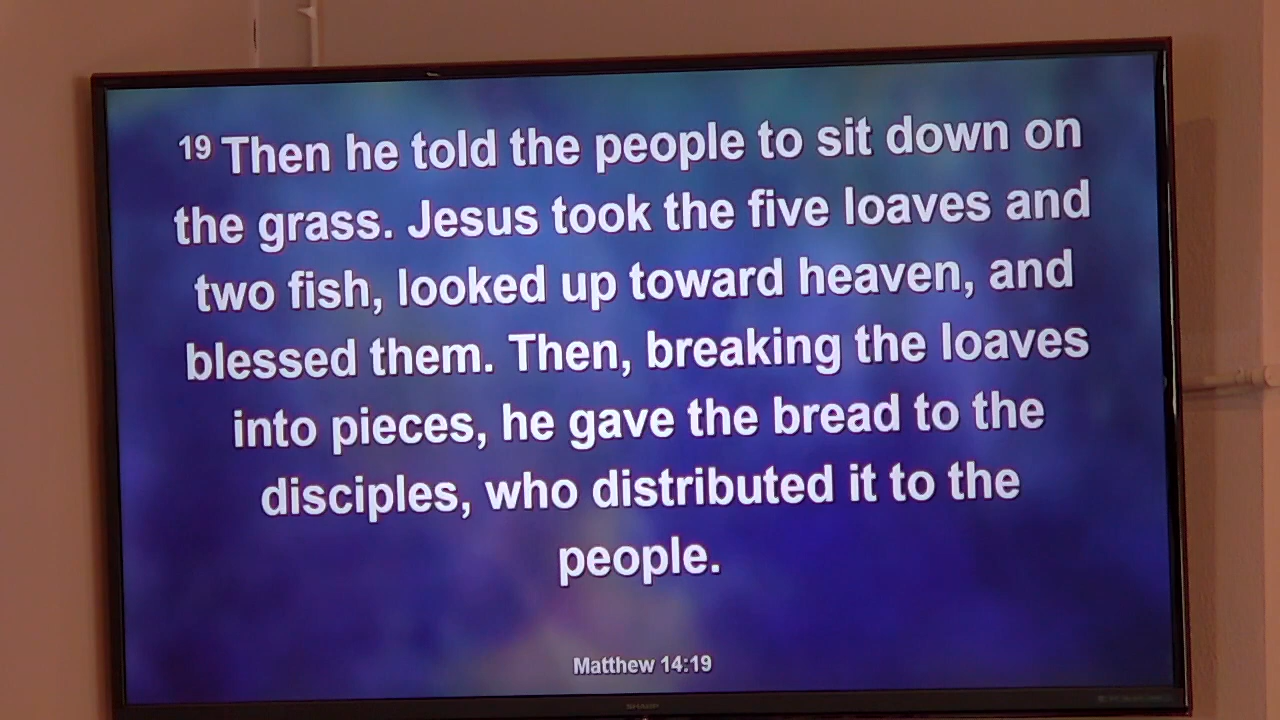 19 Then he told the people to sit down on
the grass. Jesus took the five loaves and
two fish, looked up toward heaven, and
blessed them. Then, breaking the loaves
into pieces, he gave the bread to the
disciples, who distributed it to the
people.
Matthew 14:19
SHARP